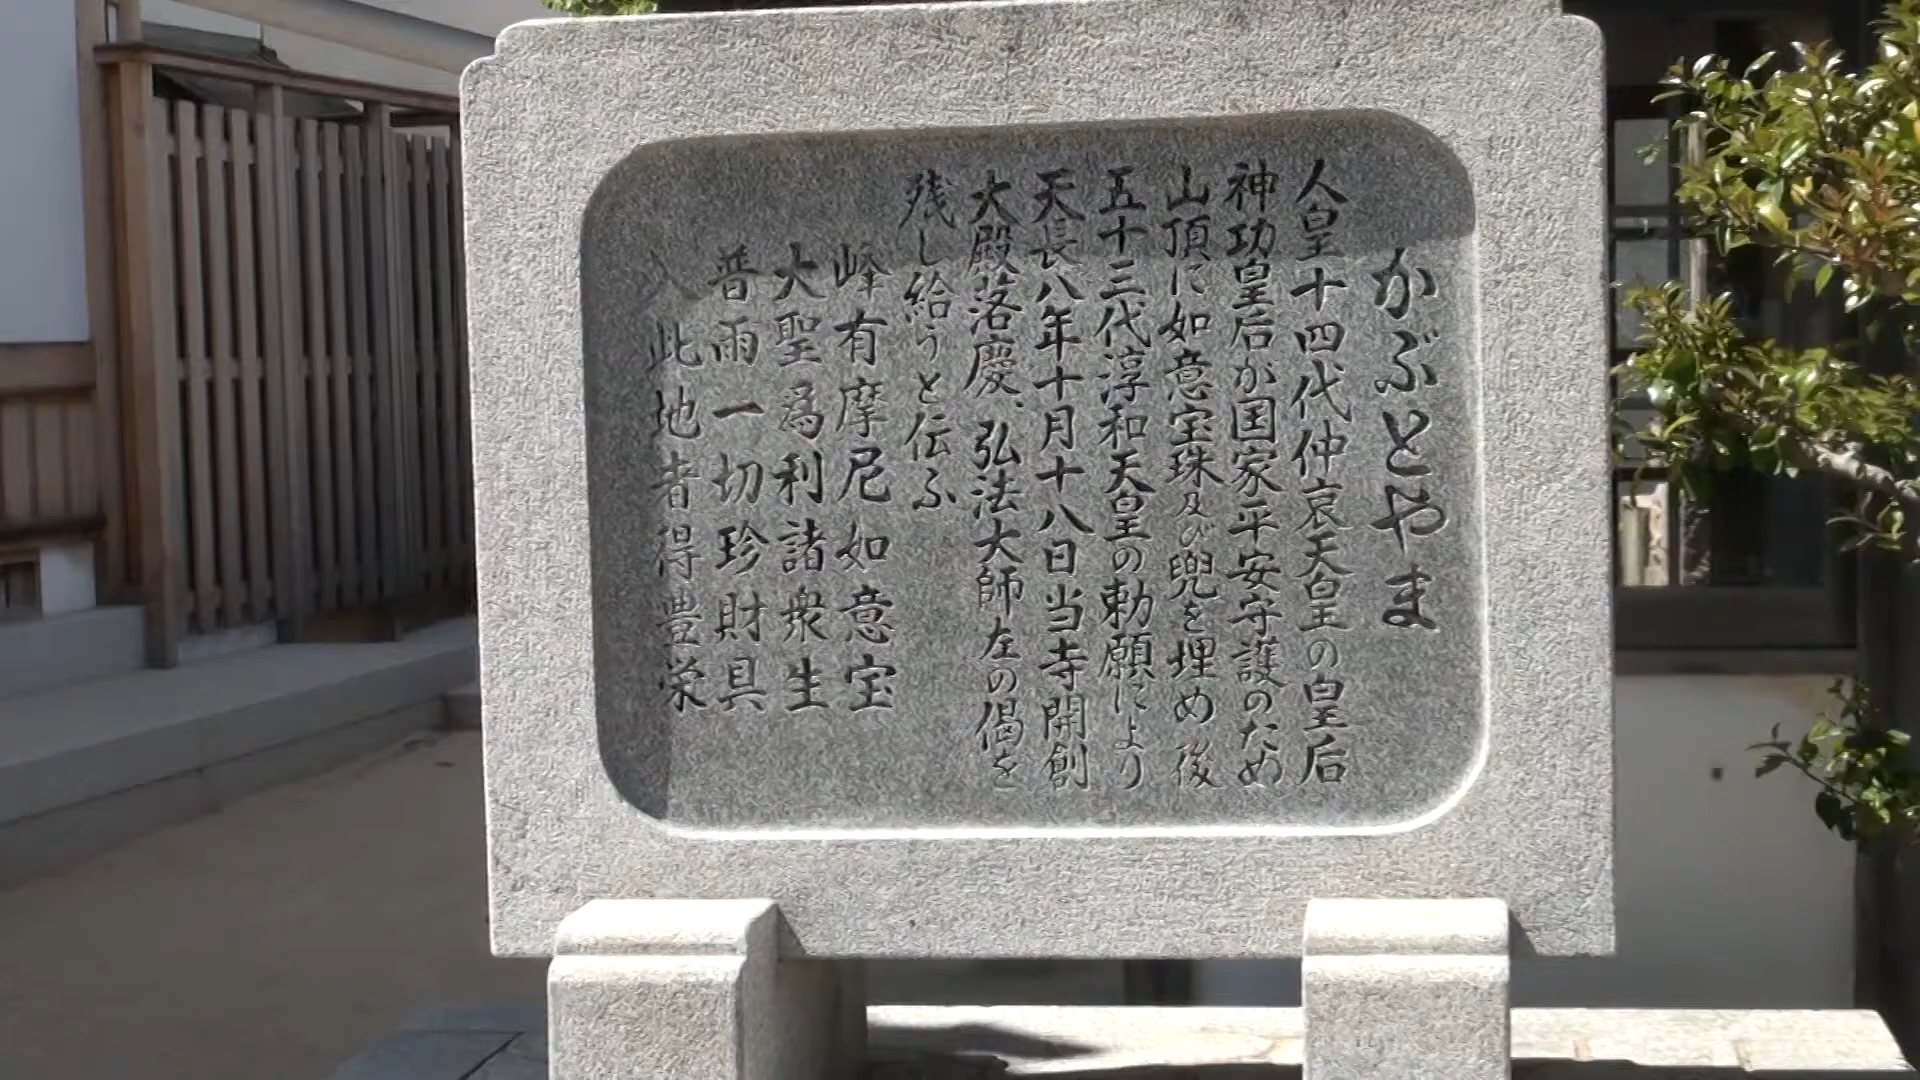 かぶとやま
人皇十四代仲哀天皇の皇后
神功皇后が国家平安守護のため
山頂に如意宝珠及び兜を埋め後
五十三代淳和天皇の勅願により
天長八年十月十八日当寺開創
大殿落慶、弘法大師左の偈を
残し給うと伝ふ
峰有摩尼如意宝
大聖為利諸衆生
普雨一切珍財具
入此地者得豊栄